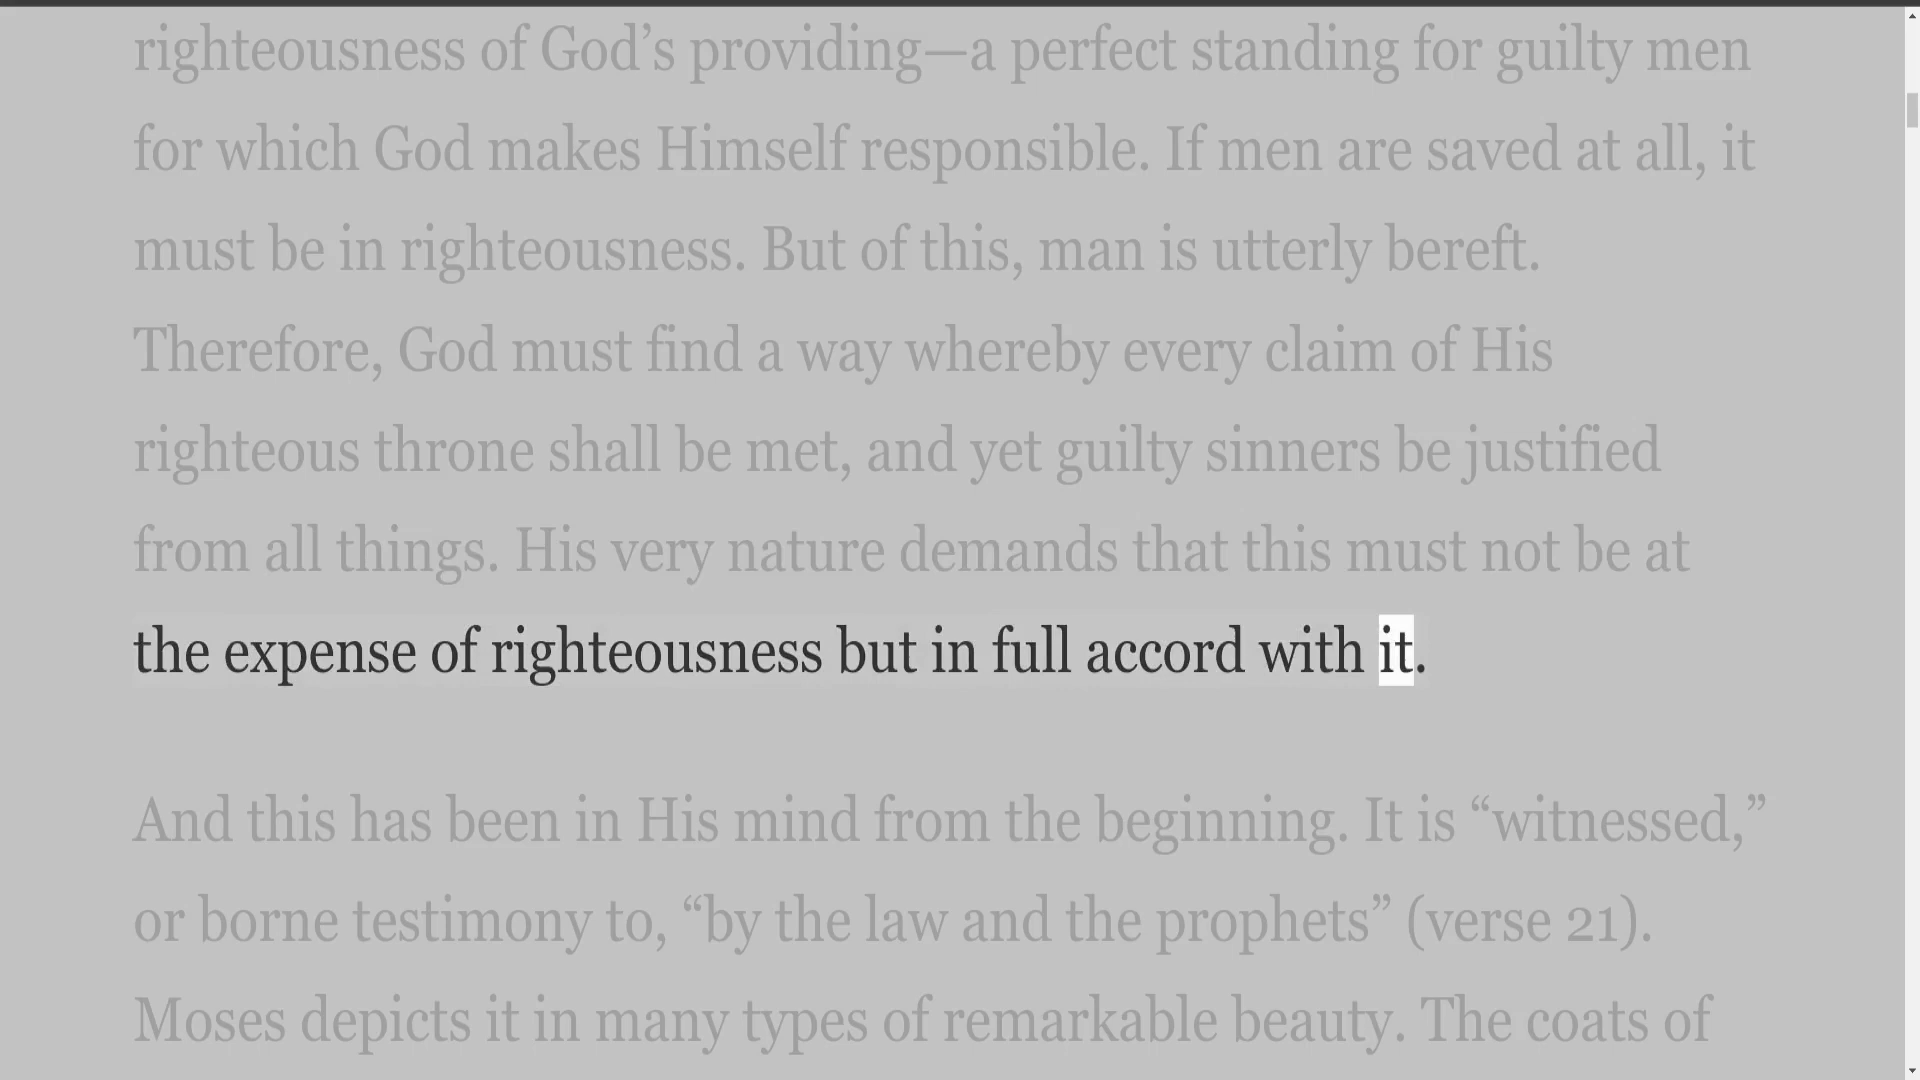 righteousness of God’s providing—a perfect standing for guilty men
for which God makes Himself responsible. If men are saved at all, it
must be in righteousness. But of this, man is utterly bereft.
Therefore, God must find a way whereby every claim of His
righteous throne shall be met, and yet guilty sinners be justified
from all things. His very nature demands that this must not be at
the expense of righteousness but in full accord with it.
And this has been in His mind from the beginning. It is “witnessed,”
or borne testimony to, “by the law and the prophets” (verse 21).
Moses depicts it in many types of remarkable beauty. The coats of